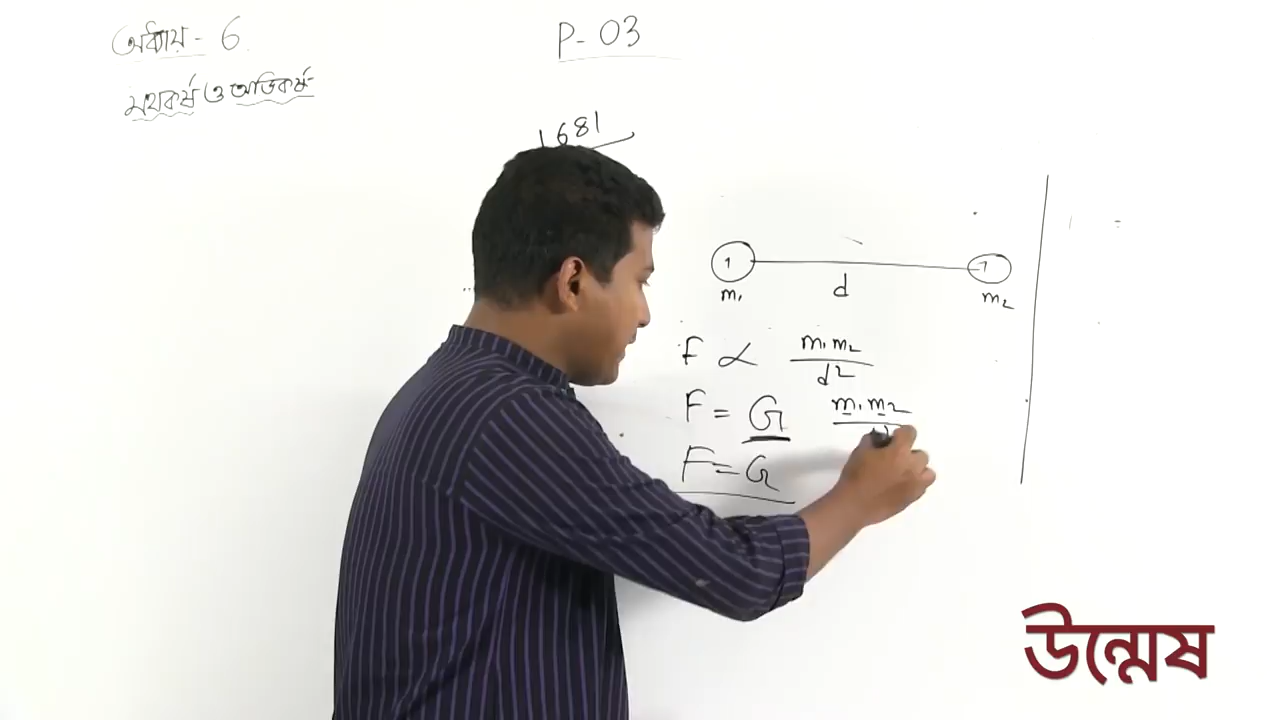 অধ্যায় - 6
P- 03
মহাকর্ষ ও অভিকর্ষ
1681
1
1
d
m₁
m₂
F ∝ m₁m₂/d²
F = G m₁m₂
F = G
উন্মেষ